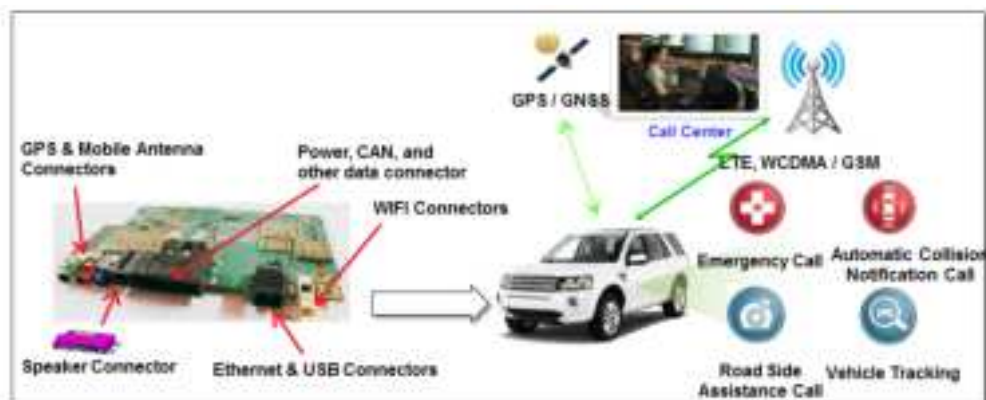 GPS / GNSS
Call Center
LTE, WCDMA / GSM
GPS & Mobile Antenna
Connectors
Power, CAN, and
other data connector
WIFI Connectors
Speaker Connector
Ethernet & USB Connectors
Emergency Call
Automatic Collision
Notification Call
Road Side
Assistance Call
Vehicle Tracking